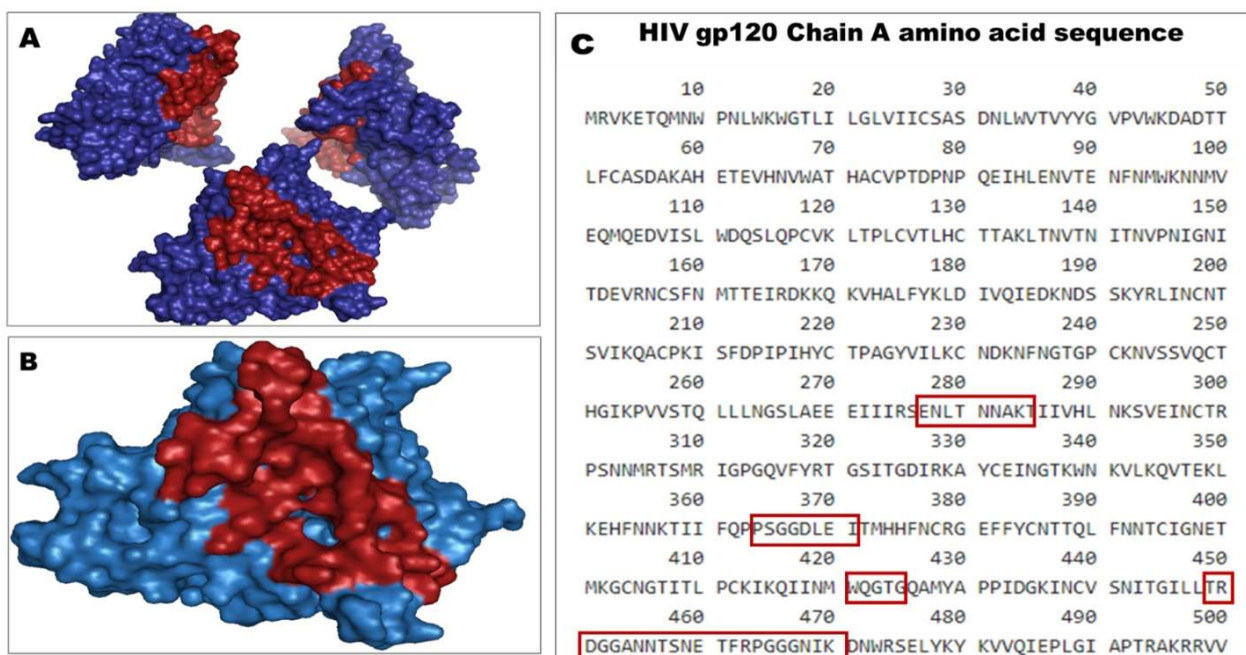 A
B
C HIV gp120 Chain A amino acid sequence
10 20 30 40 50
MRVKETQMNW PNLWKWGTLI LGLVIICSAS DNLWVTVYYG VPVWKDADTT
60 70 80 90 100
LFCASDAKAH ETEVHNVWAT HACVPTDPNP QEIHLENVTE NFNMWKNNMV
110 120 130 140 150
EQMQEDVISL WDQSLQPCVK LTPLCVTLHC TTAKLTNVTN ITNVPNIGNI
160 170 180 190 200
TDEVRNCSFN MTTEIRDKKQ KVHALFYKLD IVQIEDKNDS SKYRLINCNT
210 220 230 240 250
SVIKQACPKI SFDPIPIHYC TPAGYVILKC NDKNFNGTGP CKNVSSVQCT
260 270 280 290 300
HGIKPVVSTQ LLLNGSLAEE EIIIRSENLT NNAKTIIVHL NKSVEINCTR
310 320 330 340 350
PSNNMRTSMR IGPGQVFYRT GSITGDIRKA YCEINGTKWN KVLKQVTEKL
360 370 380 390 400
KEHFNNKTII FQPPSGGDLE ITMHHFNCRG EFFYCNTTQL FNNTCIGNET
410 420 430 440 450
MKGCNGTITL PCKIKQIINM WQGTGQAMYA PPIDGKINCV SNITGILLTR
460 470 480 490 500
DGGANNTSNE TFRPGGGNIK DNWRSELYKY KVVQIEPLGI APTRAKRRVV